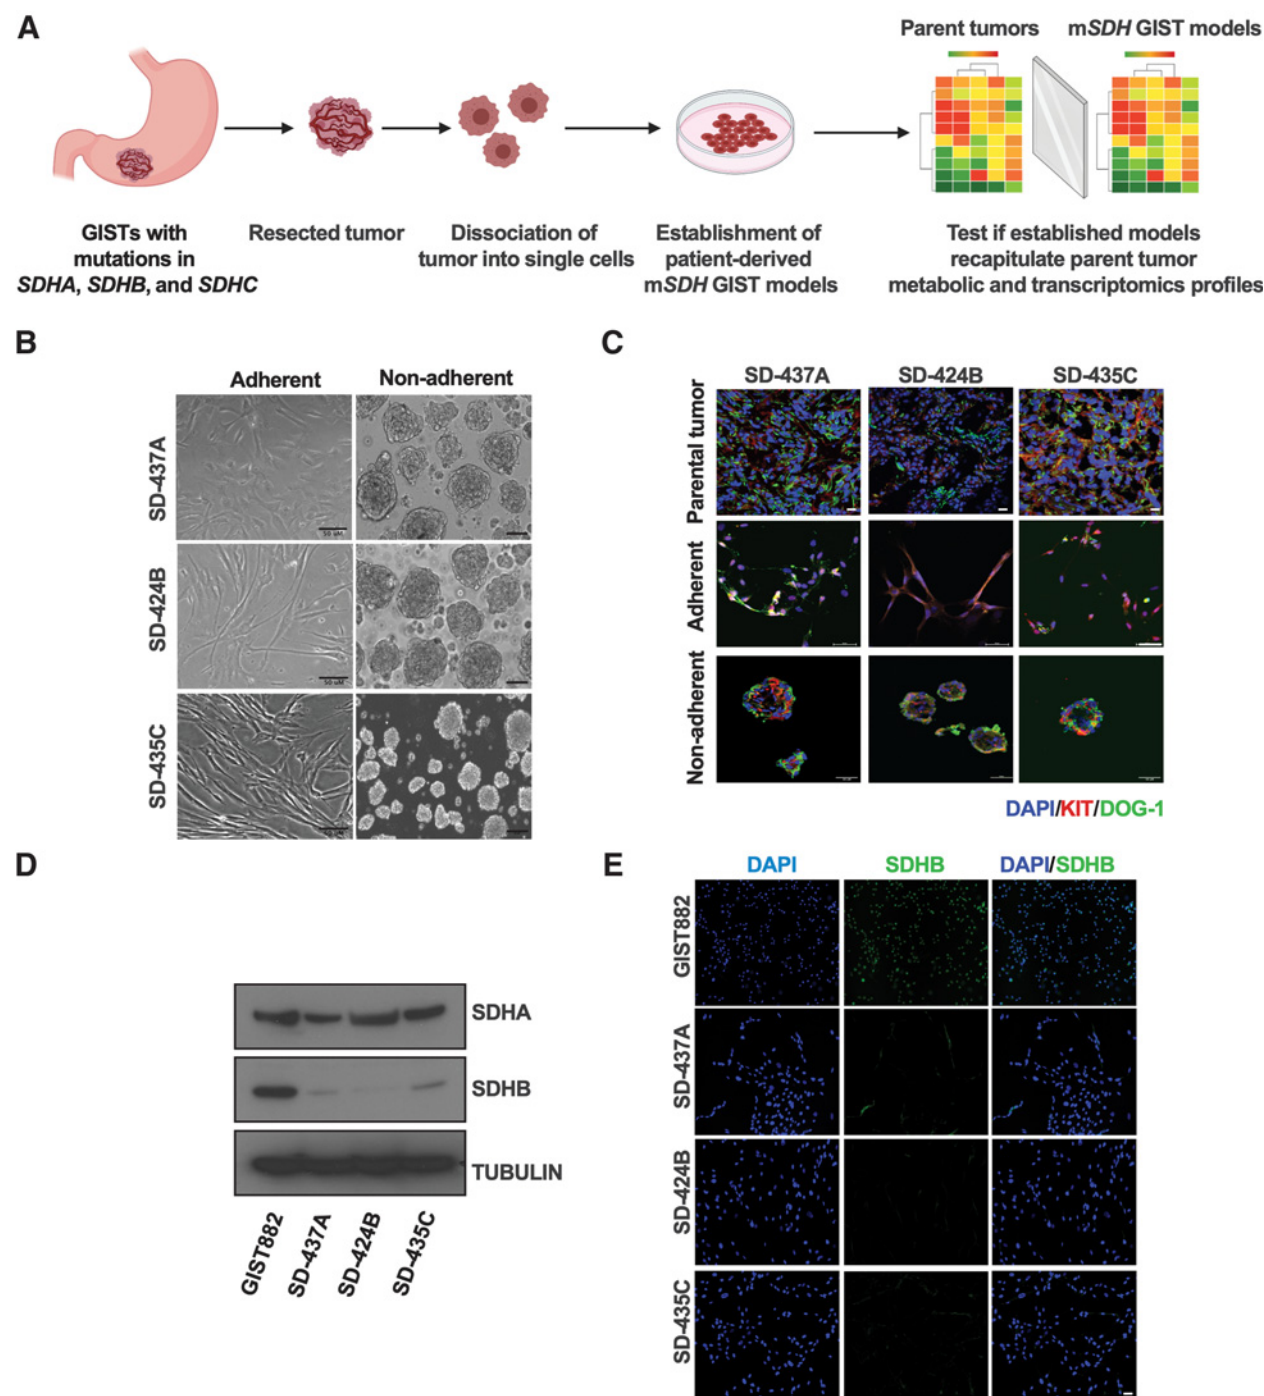 A
Parent tumors
mSDH GIST models
GISTs with
mutations in
SDHA, SDHB, and SDHC
Resected tumor
Dissociation of
tumor into single cells
Establishment of
patient-derived
mSDH GIST models
Test if established models
recapitulate parent tumor
metabolic and transcriptomics profiles
B
Adherent
Non-adherent
SD-437A
50 uM
SD-424B
50 uM
SD-435C
C
SD-437A
SD-424B
SD-435C
Parental tumor
Adherent
Non-adherent
DAPI/KIT/DOG-1
D
SDHA
SDHB
TUBULIN
GIST882
SD-437A
SD-424B
SD-435C
E
DAPI
SDHB
DAPI/SDHB
GIST882
SD-437A
SD-424B
SD-435C